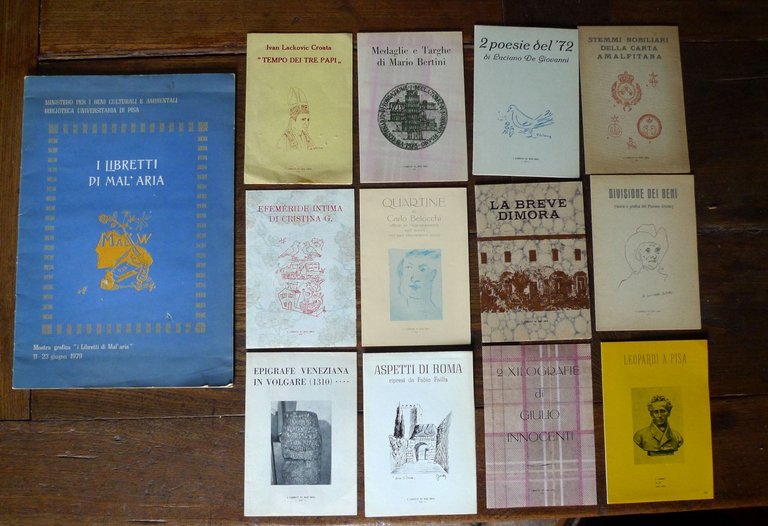 MINISTERO PER I BENI CULTURALI E AMBIENTALI
BIBLIOTECA UNIVERSITARIA DI PISA
I LIBRETTI
DI MAL'ARIA
Mostra grafica "i Libretti di Mal'aria"
11-23 giugno 1979
Ivan Lackovic Croata
"TEMPO DEI TRE PAPI"
Medaglie e Targhe
di Mario Bertini
2 poesie del '72
di Luciano De Giovanni
STEMMI NOBILIARI
DELLA CARTA
AMALFITANA
EFEMÉRIDE INTIMA
DI CRISTINA G.
QUARTINE
di
Carlo Belocchi
LA BREVE
DIMORA
DIVISIONE DEI BENI
EPIGRAFE VENEZIANA
IN VOLGARE (1310) ····
ASPETTI DI ROMA
ripresi da Fabio Failla
2 XILOGRAFIE
di
GIULIO
INNOCENTI
LEOPARDI A PISA